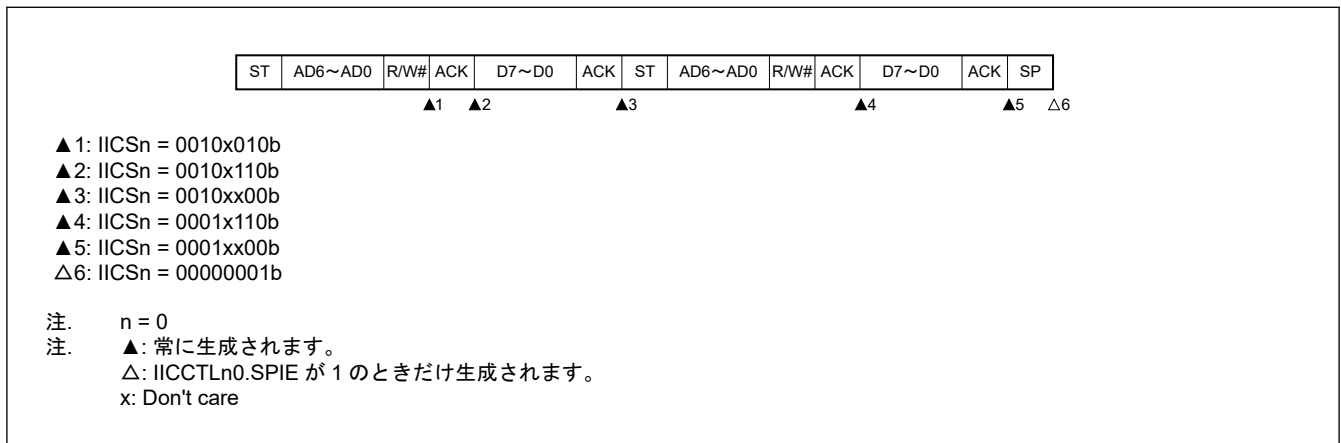 ST AD6～AD0 R/W# ACK D7～D0 ACK ST AD6～AD0 R/W# ACK D7～D0 ACK SP
▲1 ▲2 ▲3 ▲4 ▲5 △6
▲1: IICSn = 0010x010b
▲2: IICSn = 0010x110b
▲3: IICSn = 0010xx00b
▲4: IICSn = 0001x110b
▲5: IICSn = 0001xx00b
△6: IICSn = 00000001b
注. n = 0
注. ▲: 常に生成されます。
△: IICCTLn0.SPIE が 1 のときだけ生成されます。
x: Don't care